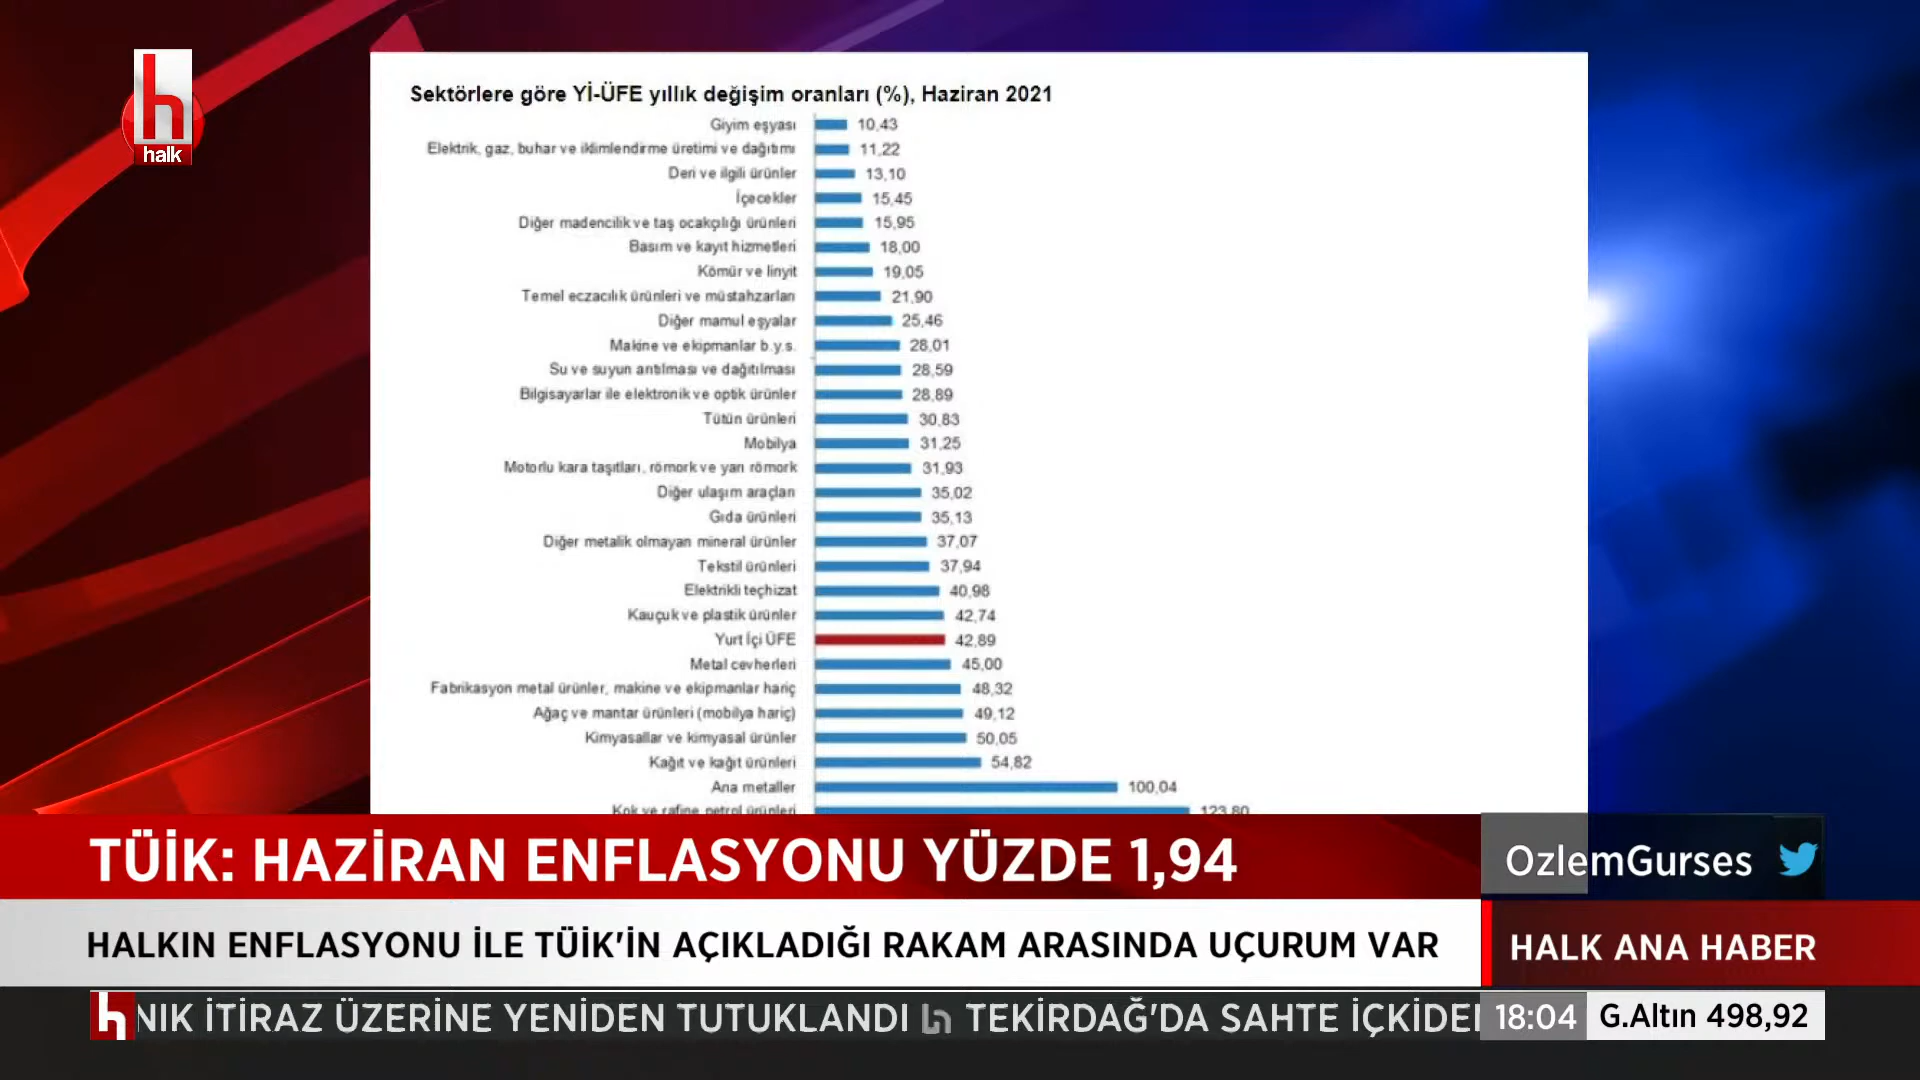 h
halk
Sektörlere göre Yİ-ÜFE yıllık değişim oranları (%), Haziran 2021
Giyim eşyası 10,43
Elektrik, gaz, buhar ve iklimlendirme üretimi ve dağıtımı 11,22
Deri ve ilgili ürünler 13,10
İçecekler 15,45
Diğer madencilik ve taş ocakçılığı ürünleri 15,95
Basım ve kayıt hizmetleri 18,00
Kömür ve linyit 19,05
Temel eczacılık ürünleri ve müstahzarları 21,90
Diğer mamul eşyalar 25,46
Makine ve ekipmanlar b.y.s. 28,01
Su ve suyun arıtılması ve dağıtılması 28,59
Bilgisayarlar ile elektronik ve optik ürünler 28,89
Tütün ürünleri 30,83
Mobilya 31,25
Motorlu kara taşıtları, römork ve yarı römork 31,93
Diğer ulaşım araçları 35,02
Gıda ürünleri 35,13
Diğer metalik olmayan mineral ürünler 37,07
Tekstil ürünleri 37,94
Elektrikli teçhizat 40,98
Kauçuk ve plastik ürünler 42,74
Yurt İçi ÜFE 42,89
Metal cevherleri 45,00
Fabrikasyon metal ürünler, makine ve ekipmanlar hariç 48,32
Ağaç ve mantar ürünleri (mobilya hariç) 49,12
Kimyasallar ve kimyasal ürünler 50,05
Kağıt ve kağıt ürünleri 54,82
Ana metaller 100,04
Kok ve rafine petrol ürünleri 123,80
TÜİK: HAZİRAN ENFLASYONU YÜZDE 1,94
OzlemGurses
HALKIN ENFLASYONU İLE TÜİK'İN AÇIKLADIĞI RAKAM ARASINDA UÇURUM VAR
HALK ANA HABER
h NIK İTİRAZ ÜZERİNE YENİDEN TUTUKLANDI h TEKİRDAĞ'DA SAHTE İÇKİDE 18:04 G.Altın 498,92